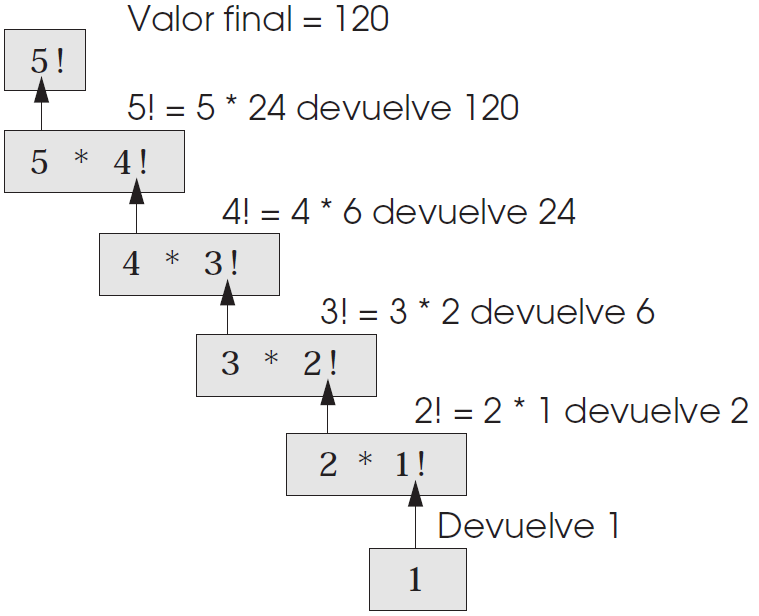 Valor final = 120
5!
5! = 5 * 24 devuelve 120
5 * 4!
4! = 4 * 6 devuelve 24
4 * 3!
3! = 3 * 2 devuelve 6
3 * 2!
2! = 2 * 1 devuelve 2
2 * 1!
Devuelve 1
1